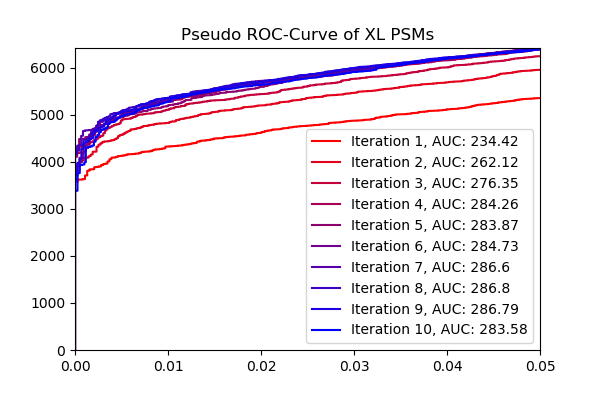 Pseudo ROC-Curve of XL PSMs
6000
5000
4000
3000
2000
1000
0
Iteration 1, AUC: 234.42
Iteration 2, AUC: 262.12
Iteration 3, AUC: 276.35
Iteration 4, AUC: 284.26
Iteration 5, AUC: 283.87
Iteration 6, AUC: 284.73
Iteration 7, AUC: 286.6
Iteration 8, AUC: 286.8
Iteration 9, AUC: 286.79
Iteration 10, AUC: 283.58
0.00 0.01 0.02 0.03 0.04 0.05